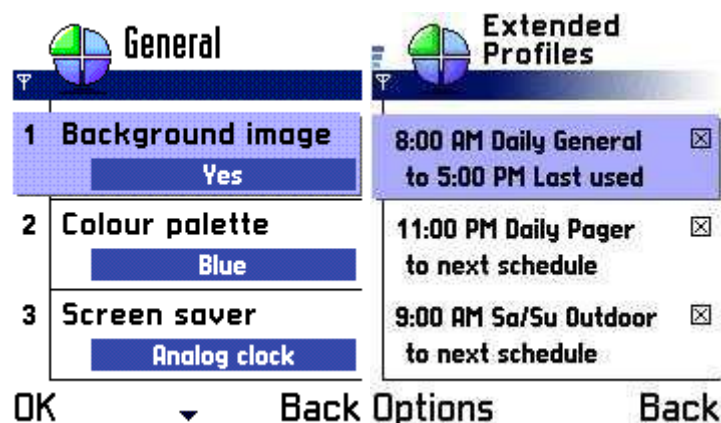 General
1 Background image
Yes
2 Colour palette
Blue
3 Screen saver
Analog clock
OK
Back
Extended
Profiles
8:00 AM Daily General
to 5:00 PM Last used
11:00 PM Daily Pager
to next schedule
9:00 AM Sa/Su Outdoor
to next schedule
Options
Back